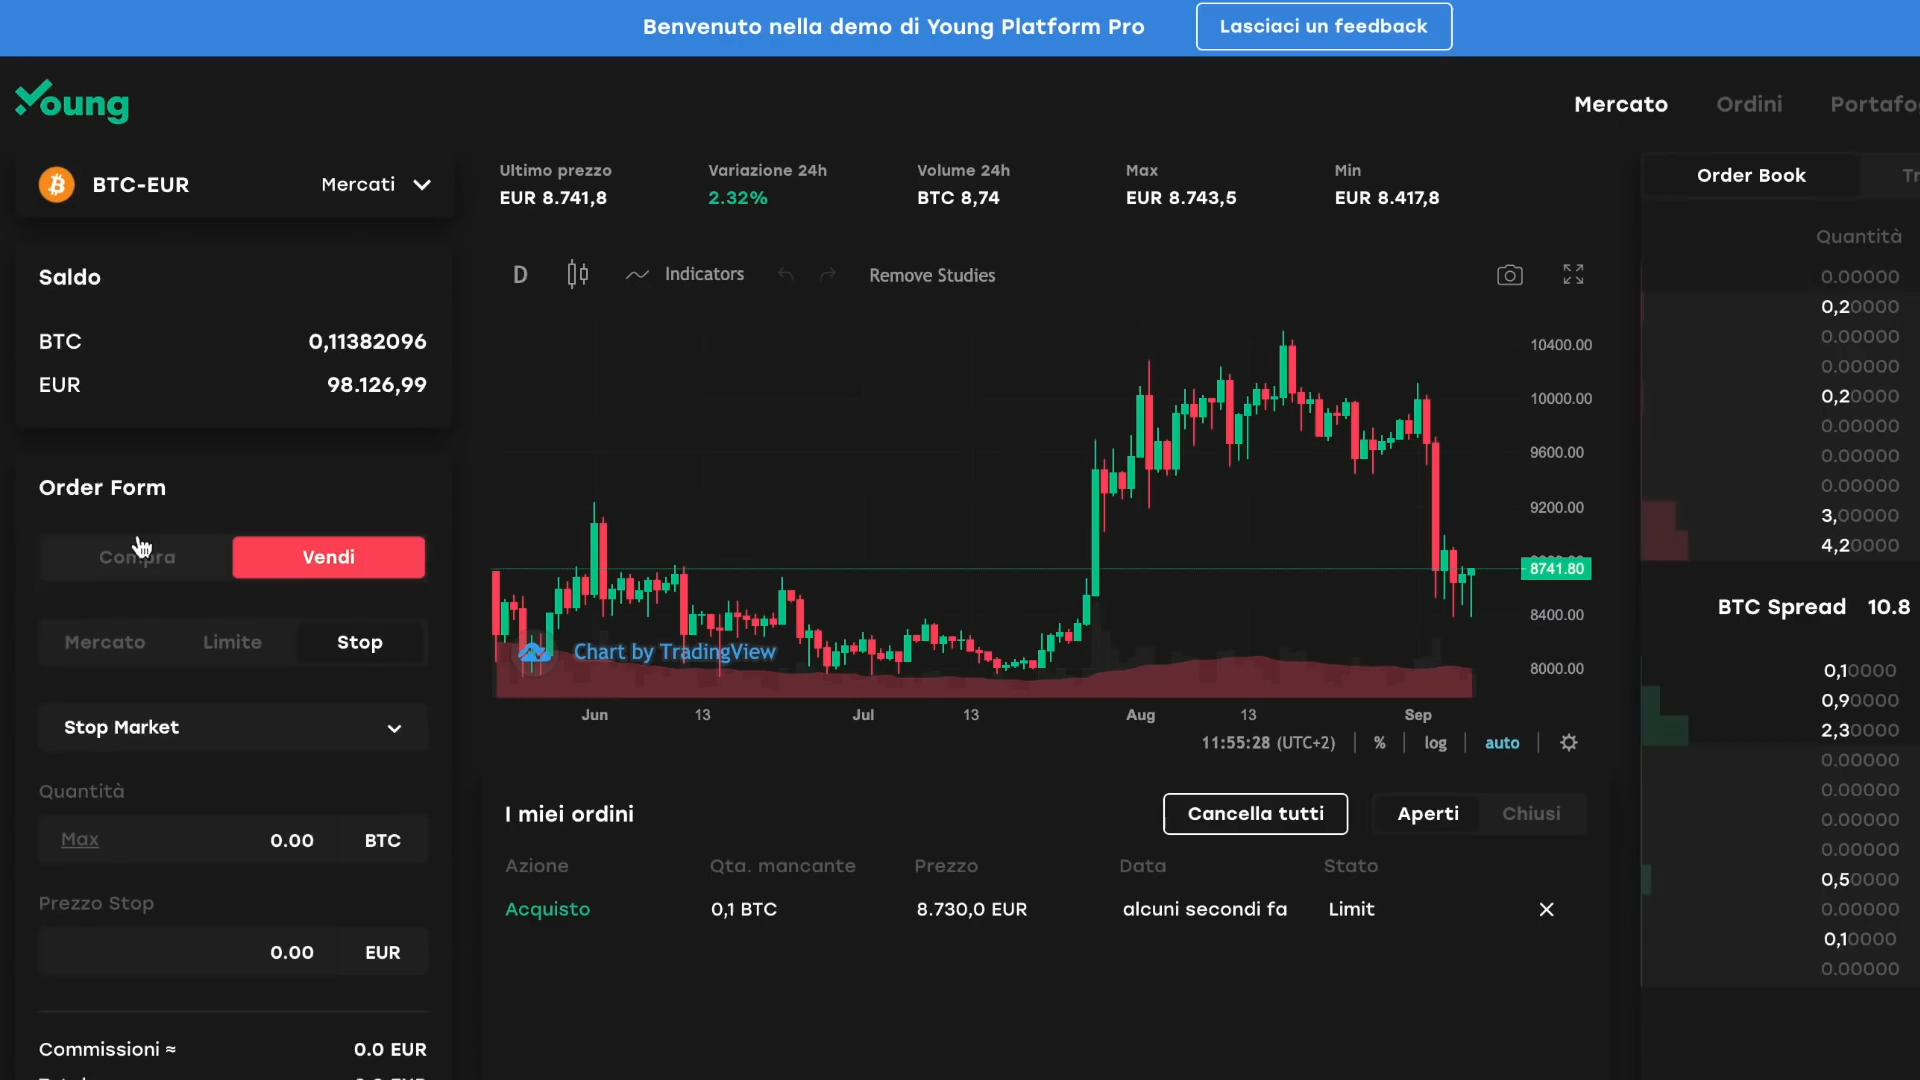 Benvenuto nella demo di Young Platform Pro
Lasciaci un feedback
Young
Mercato
Ordini
BTC-EUR
Mercati
Ultimo prezzo
EUR 8.741,8
Variazione 24h
2.32%
Volume 24h
BTC 8,74
Max
EUR 8.743,5
Min
EUR 8.417,8
Order Book
Saldo
BTC 0,11382096
EUR 98.126,99
D
Indicators
Remove Studies
10400.00
10000.00
9600.00
9200.00
8741.80
8400.00
8000.00
Chart by TradingView
Jun
13
Jul
13
Aug
13
Sep
11:55:28 (UTC+2)
%
log
auto
Order Form
Compra
Vendi
Mercato
Limite
Stop
Stop Market
Quantità
Max 0.00 BTC
Prezzo Stop
0.00 EUR
Commissioni ≈ 0.0 EUR
I miei ordini
Cancella tutti
Aperti
Chiusi
Azione Qta. mancante Prezzo Data Stato
Acquisto 0,1 BTC 8.730,0 EUR alcuni secondi fa Limit
Quantità
0.00000
0,20000
0.00000
0.00000
0,20000
0.00000
0.00000
0.00000
3,00000
4,20000
BTC Spread 10.8
0,10000
0,90000
2,30000
0.00000
0.00000
0.00000
0.00000
0,50000
0.00000
0,10000
0.00000